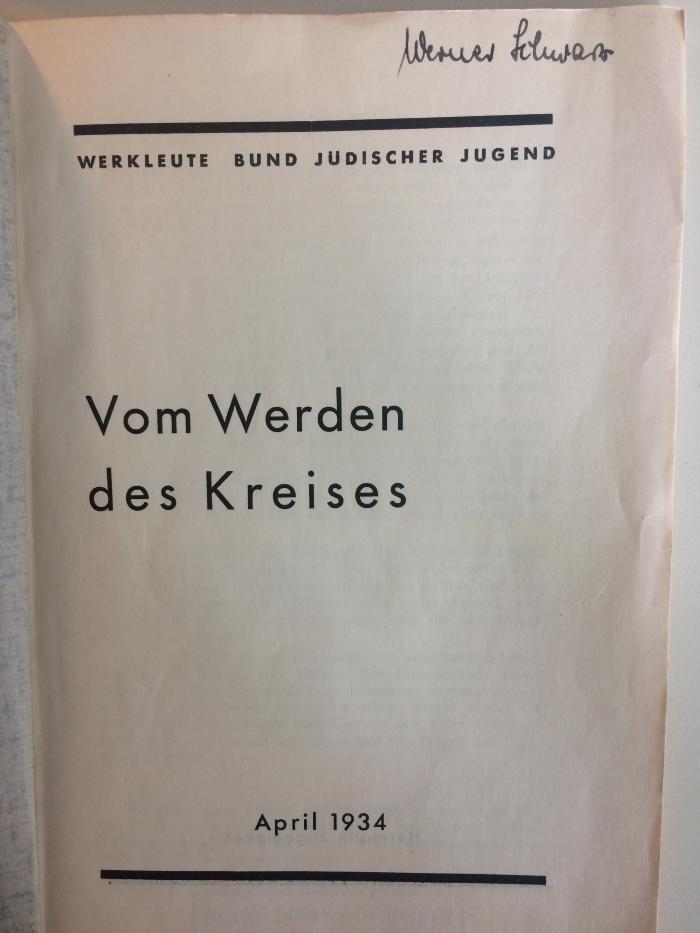 Werner Schwarz
WERKLEUTE BUND JÜDISCHER JUGEND
Vom Werden
des Kreises
April 1934